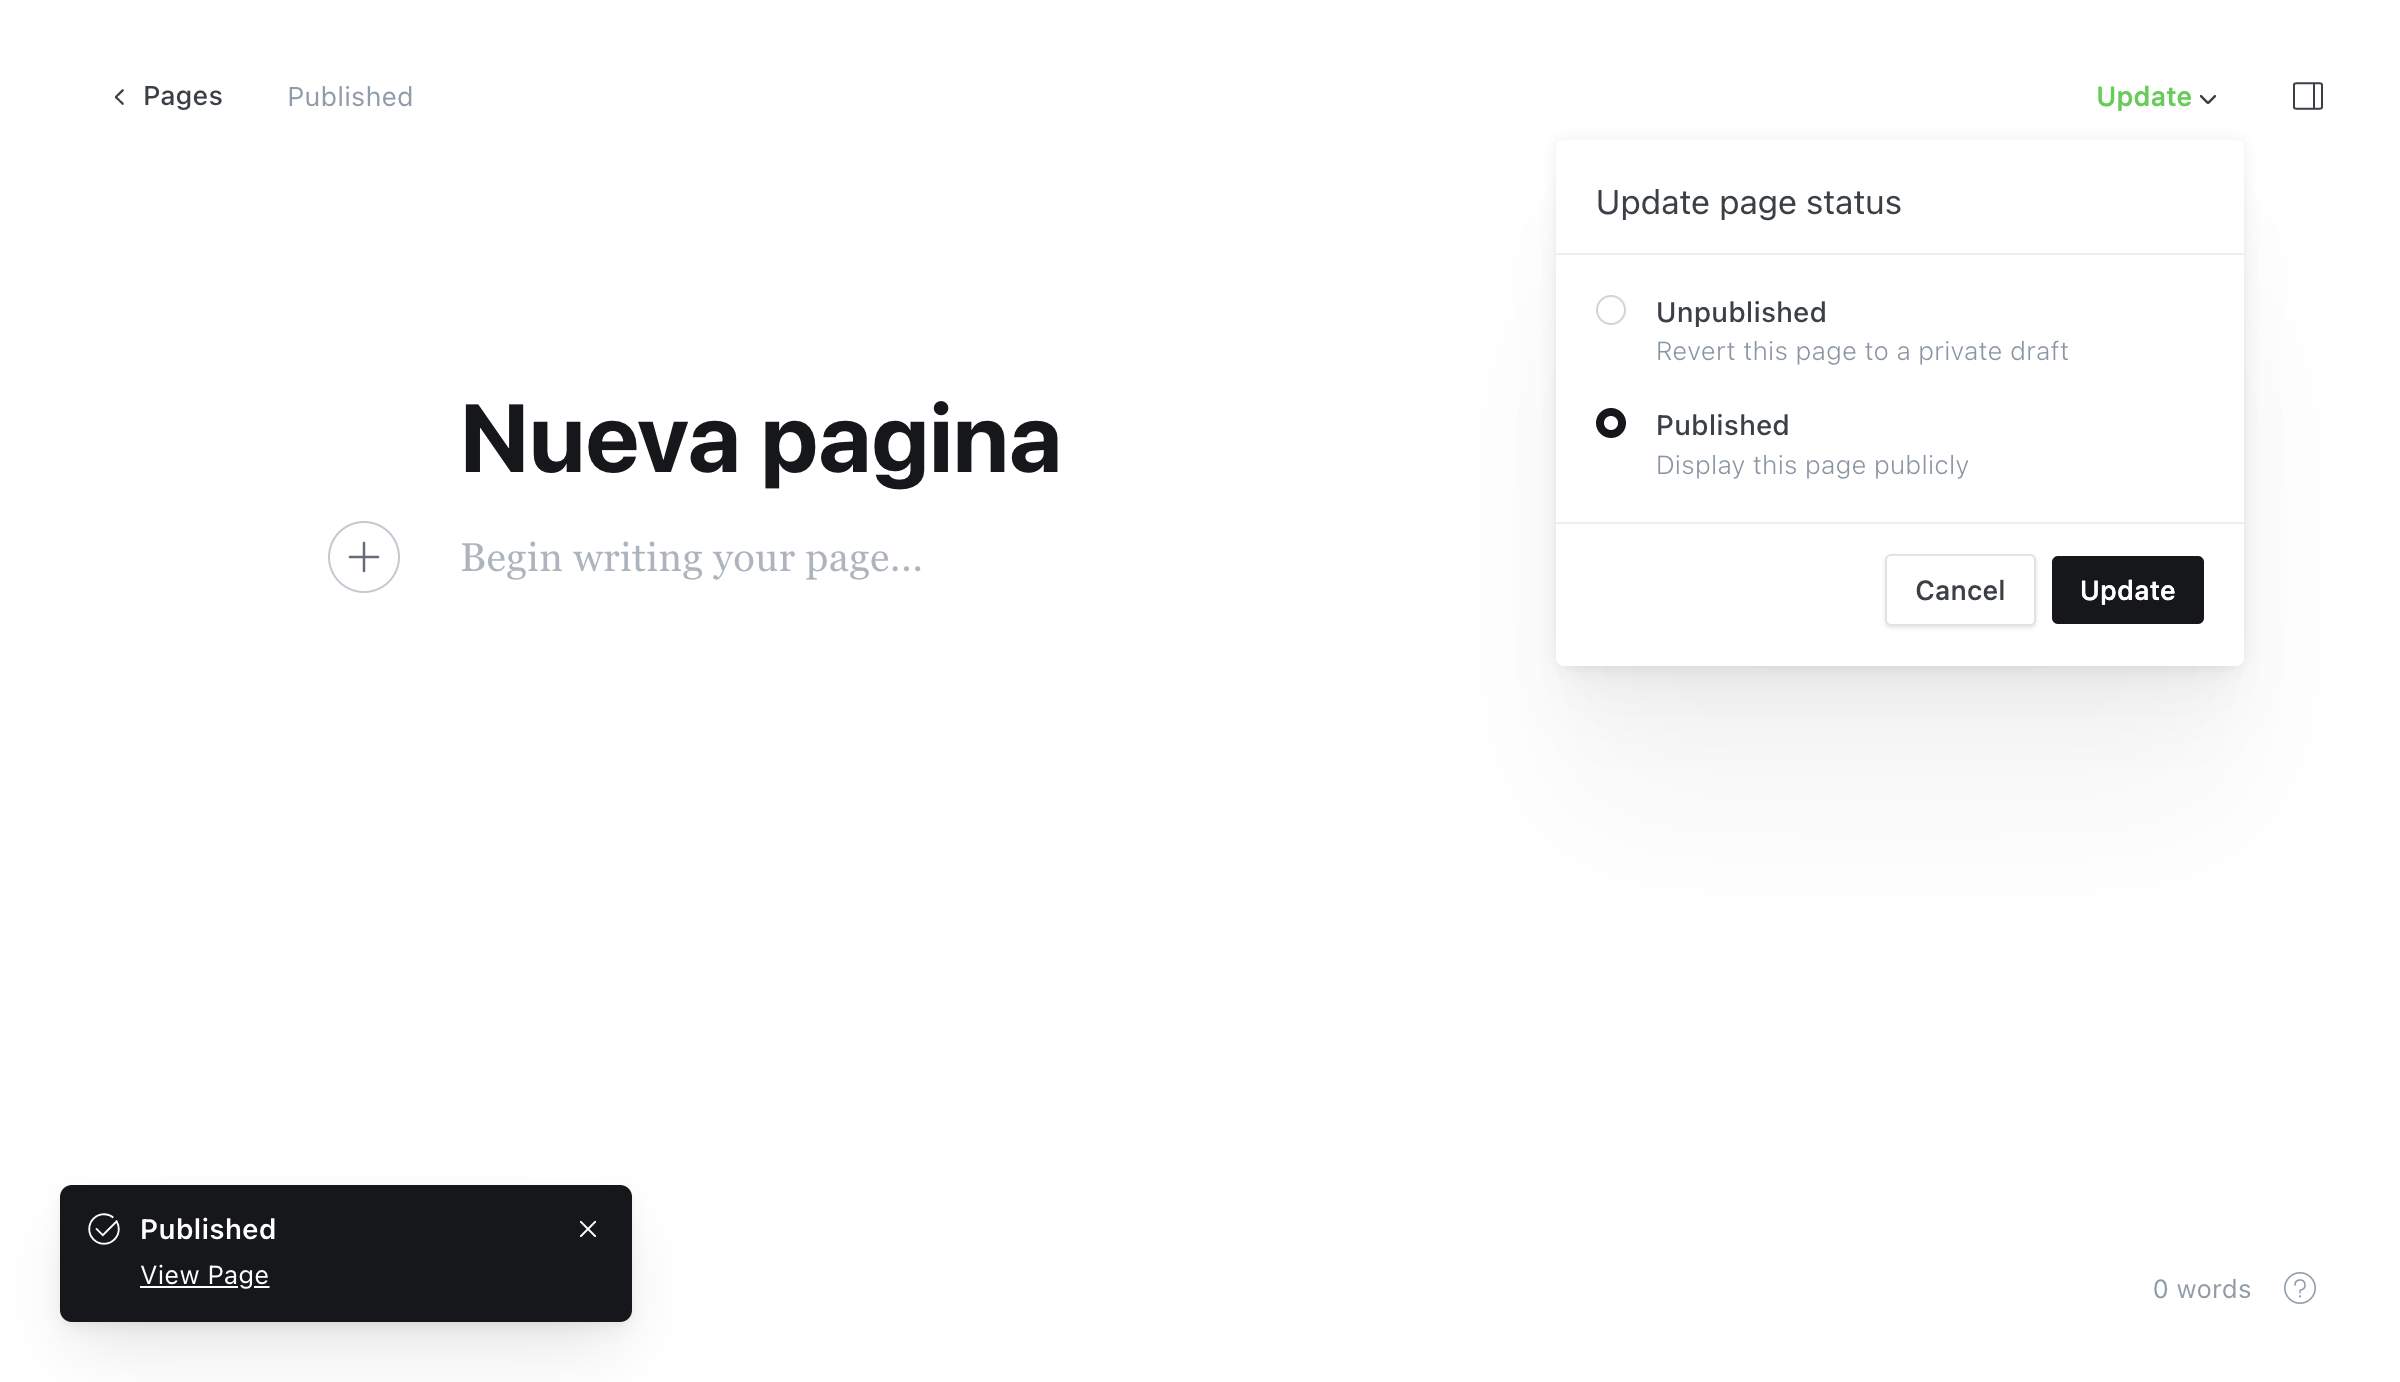 Pages
Published
Update
Update page status
Unpublished
Revert this page to a private draft
Published
Display this page publicly
Cancel
Update
Nueva pagina
Begin writing your page...
Published
View Page
0 words
?